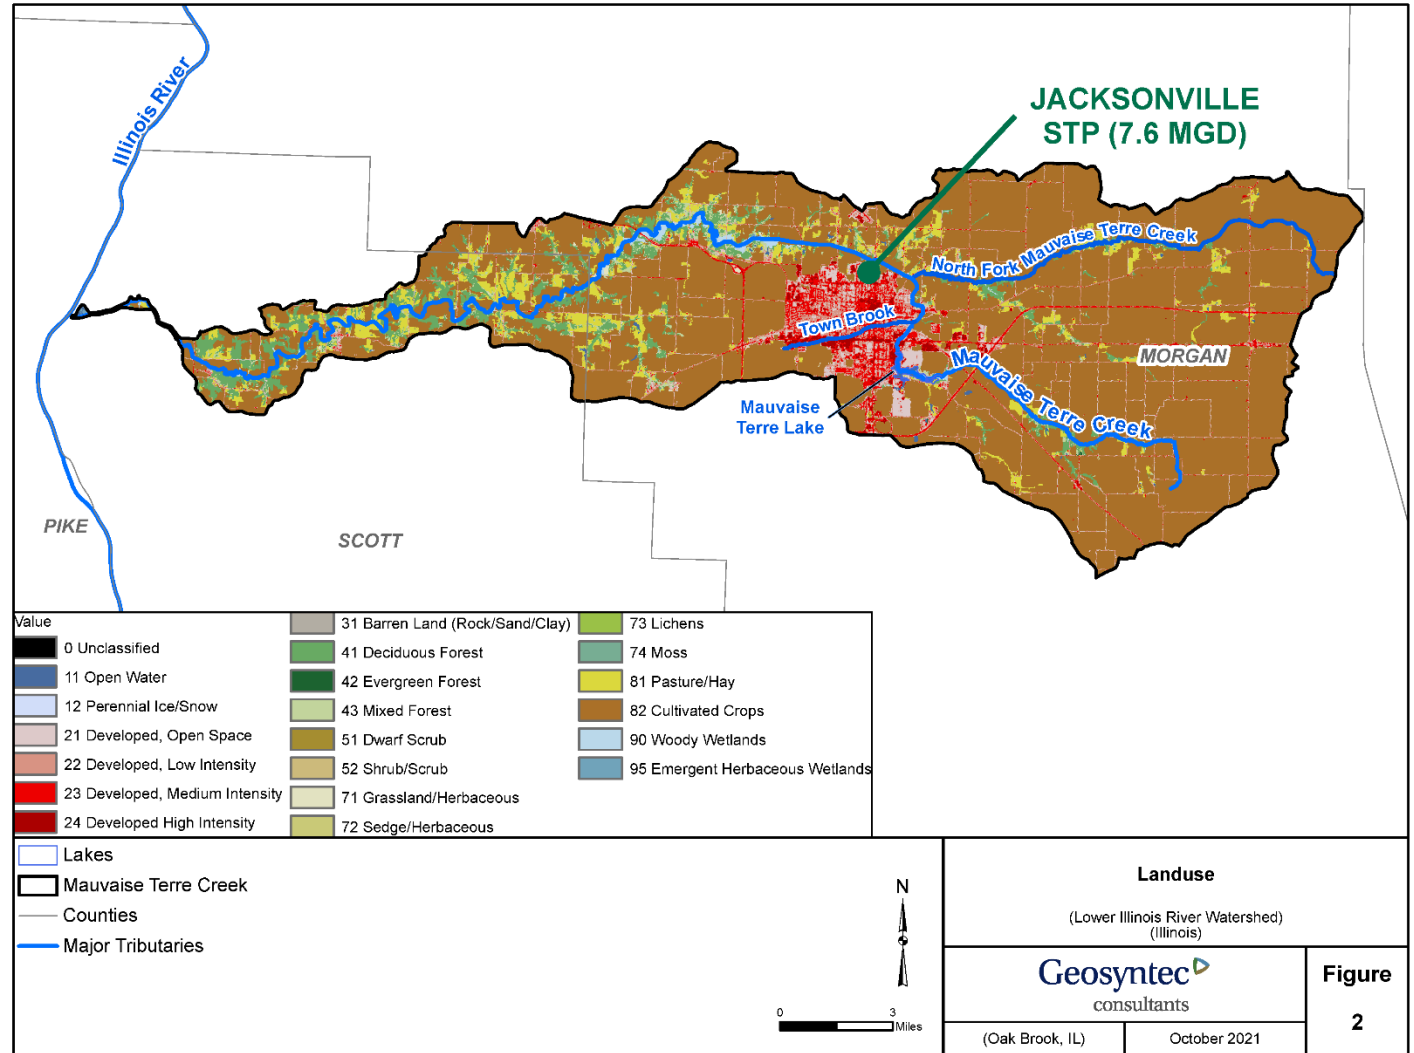 Illinois River
JACKSONVILLE
STP (7.6 MGD)
North Fork Mauvaise Terre Creek
Town Brook
MORGAN
Mauvaise Terre Creek
Mauvaise
Terre Lake
PIKE
SCOTT
Value
0 Unclassified
11 Open Water
12 Perennial Ice/Snow
21 Developed, Open Space
22 Developed, Low Intensity
23 Developed, Medium Intensity
24 Developed High Intensity
31 Barren Land (Rock/Sand/Clay)
41 Deciduous Forest
42 Evergreen Forest
43 Mixed Forest
51 Dwarf Scrub
52 Shrub/Scrub
71 Grassland/Herbaceous
72 Sedge/Herbaceous
73 Lichens
74 Moss
81 Pasture/Hay
82 Cultivated Crops
90 Woody Wetlands
95 Emergent Herbaceous Wetlands
Lakes
Mauvaise Terre Creek
Counties
Major Tributaries
N
0 3
Miles
Landuse
(Lower Illinois River Watershed)
(Illinois)
Geosyntec
consultants
(Oak Brook, IL)
October 2021
Figure
2